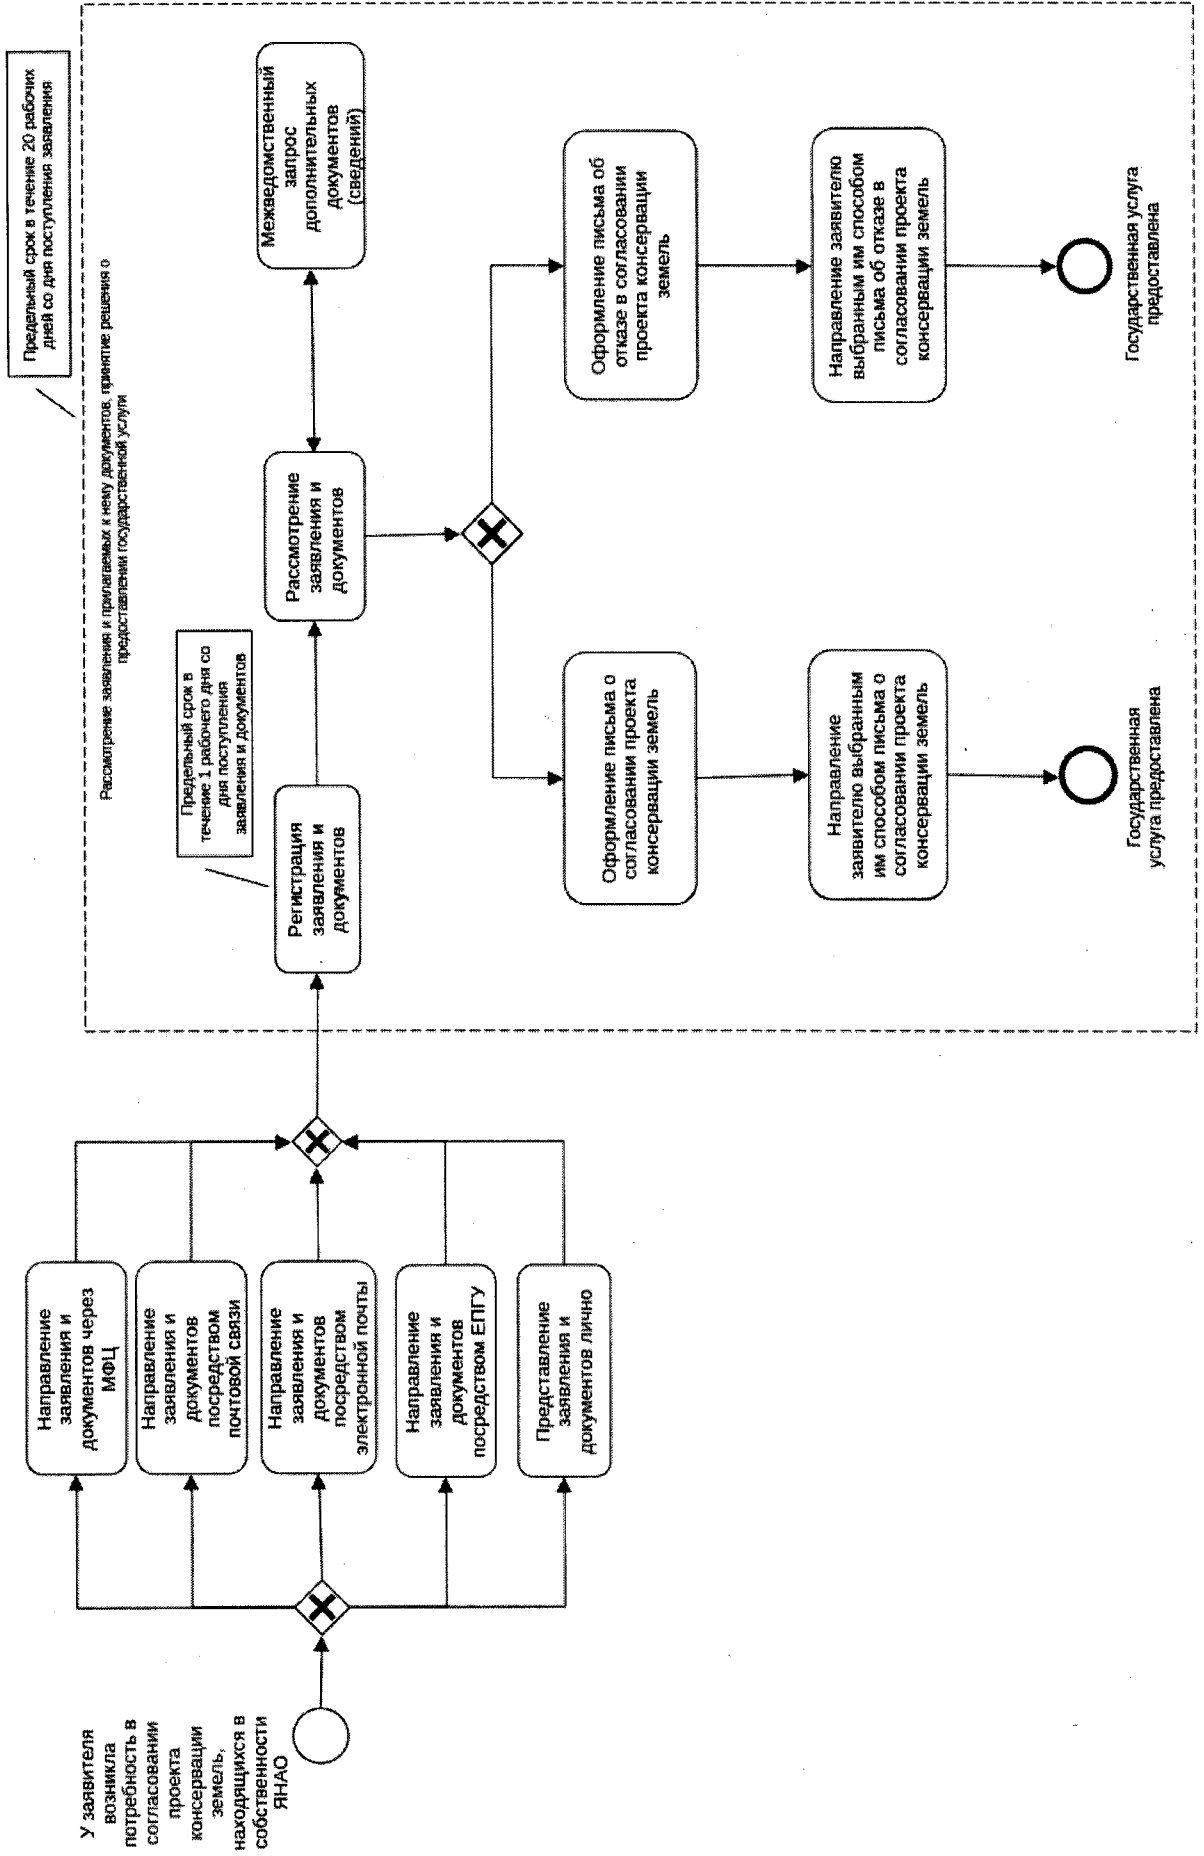 У заявителя
возникла
потребность в
согласовании
проекта
консервации
земель,
находящихся в
собственности
ЯНАО
Направление
заявления и
документов через
МФЦ
Направление
заявления и
документов
посредством
почтовой связи
Направление
заявления и
документов
посредством
электронной почты
Направление
заявления и
документов
посредством ЕПГУ
Представление
заявления и
документов лично
Предельный срок в течение 20 рабочих
дней со дня поступления заявления
Рассмотрение заявления и прилагаемых к нему документов, принятие решения о
предоставлении государственной услуги
Предельный срок в
течение 1 рабочего дня со
дня поступления
заявления и документов
Регистрация
заявления и
документов
Рассмотрение
заявления и
документов
Межведомственный
запрос
дополнительных
документов
(сведений)
Оформление письма о
согласовании проекта
консервации земель
Направление
заявителю выбранным
им способом письма о
согласовании проекта
консервации земель
Государственная
услуга предоставлена
Оформление письма об
отказе в согласовании
проекта консервации
земель
Направление заявителю
выбранным им способом
письма об отказе в
согласовании проекта
консервации земель
Государственная услуга
предоставлена